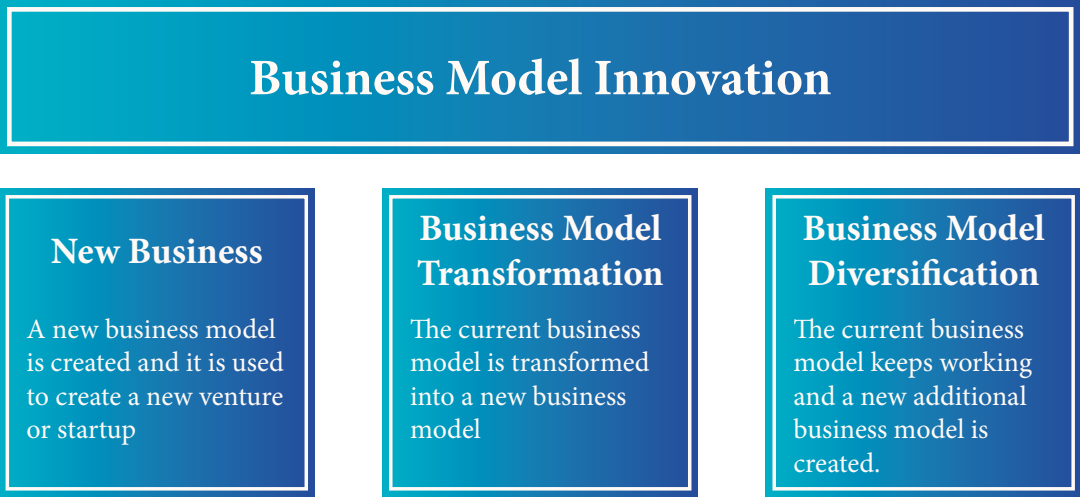 Business Model Innovation
New Business
A new business model
is created and it is used
to create a new venture
or startup
Business Model
Transformation
The current business
model is transformed
into a new business
model
Business Model
Diversification
The current business
model keeps working
and a new additional
business model is
created.